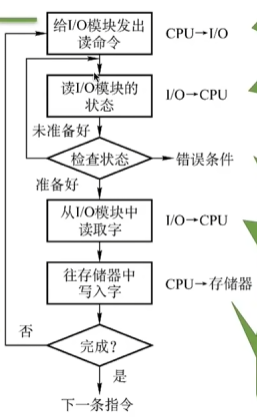 给I/O模块发出
读命令
CPU→I/O
读I/O模块的
状态
I/O→CPU
未准备好
检查状态
错误条件
准备好
从I/O模块中
读取字
I/O→CPU
往存储器中
写入字
CPU→存储器
否
完成?
是
下一条指令